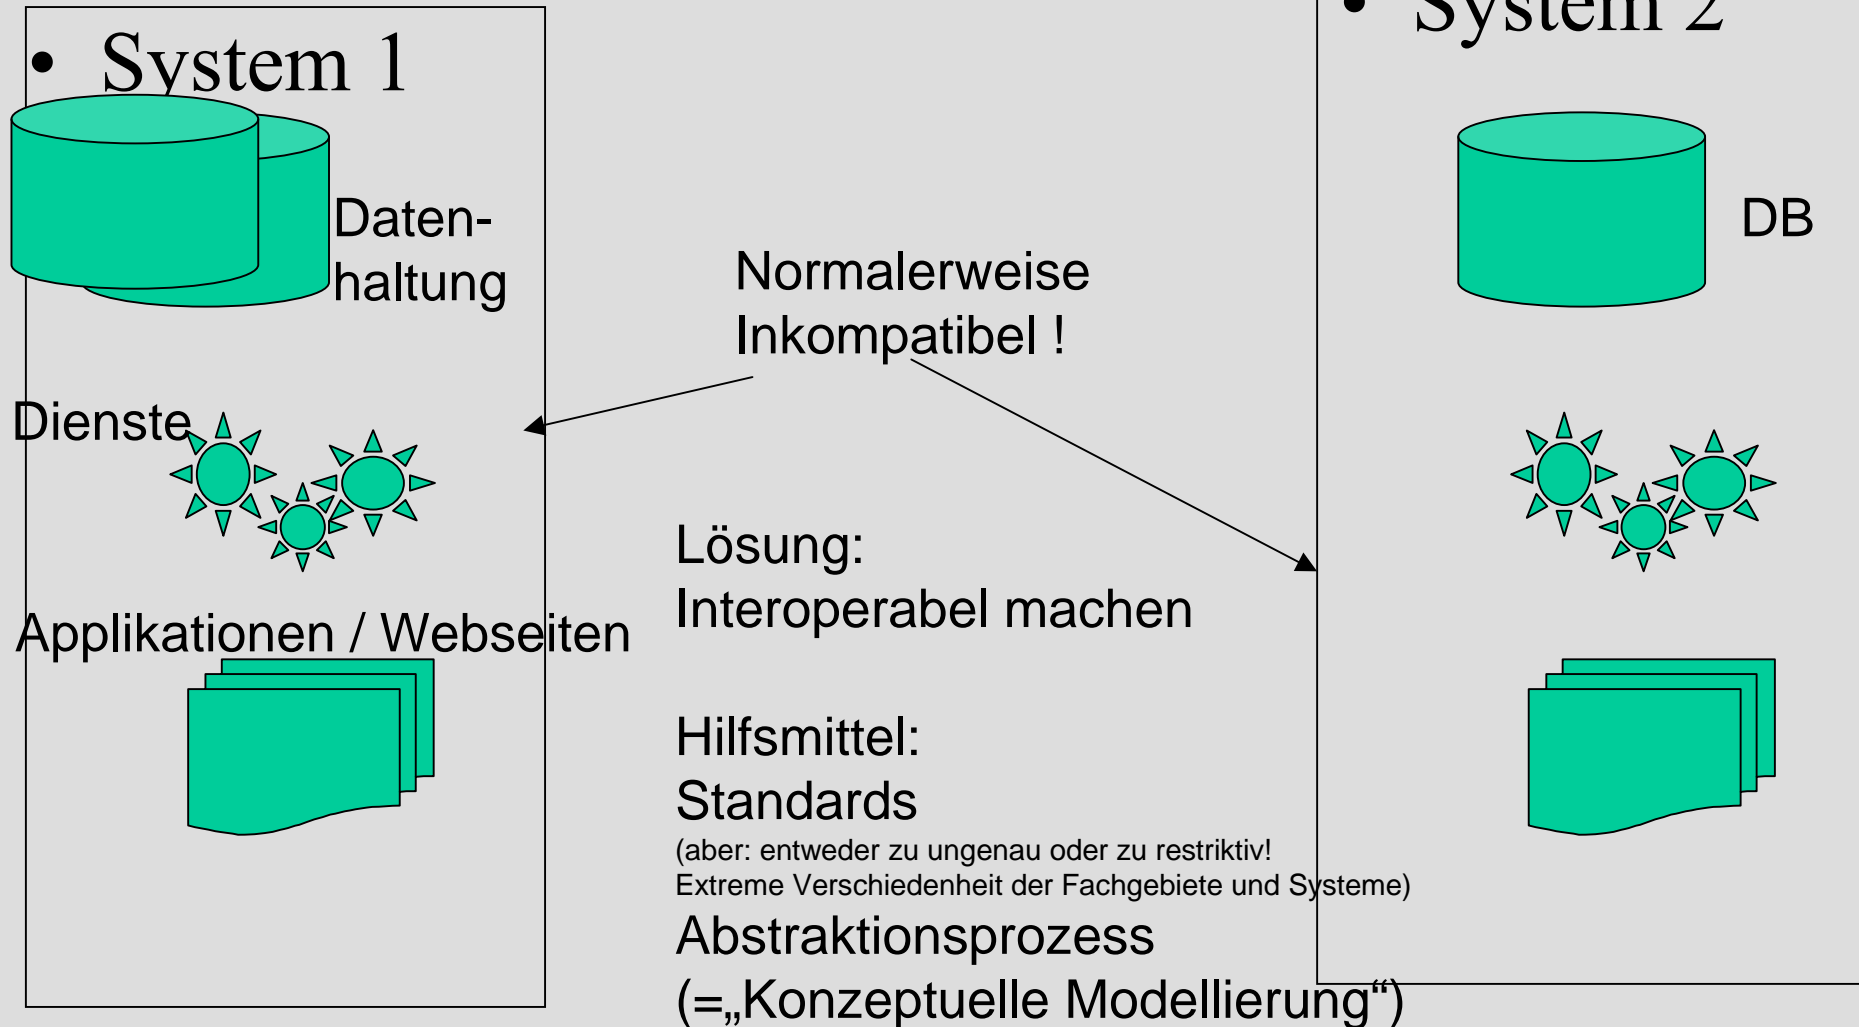 • System 1
Daten-
haltung
Dienste
Applikationen / Webseiten
Normalerweise
Inkompatibel !
Lösung:
Interoperabel machen
Hilfsmittel:
Standards
(aber: entweder zu ungenau oder zu restriktiv!
Extreme Verschiedenheit der Fachgebiete und Systeme)
Abstraktionsprozess
(=„Konzeptuelle Modellierung“)
• System 2
DB